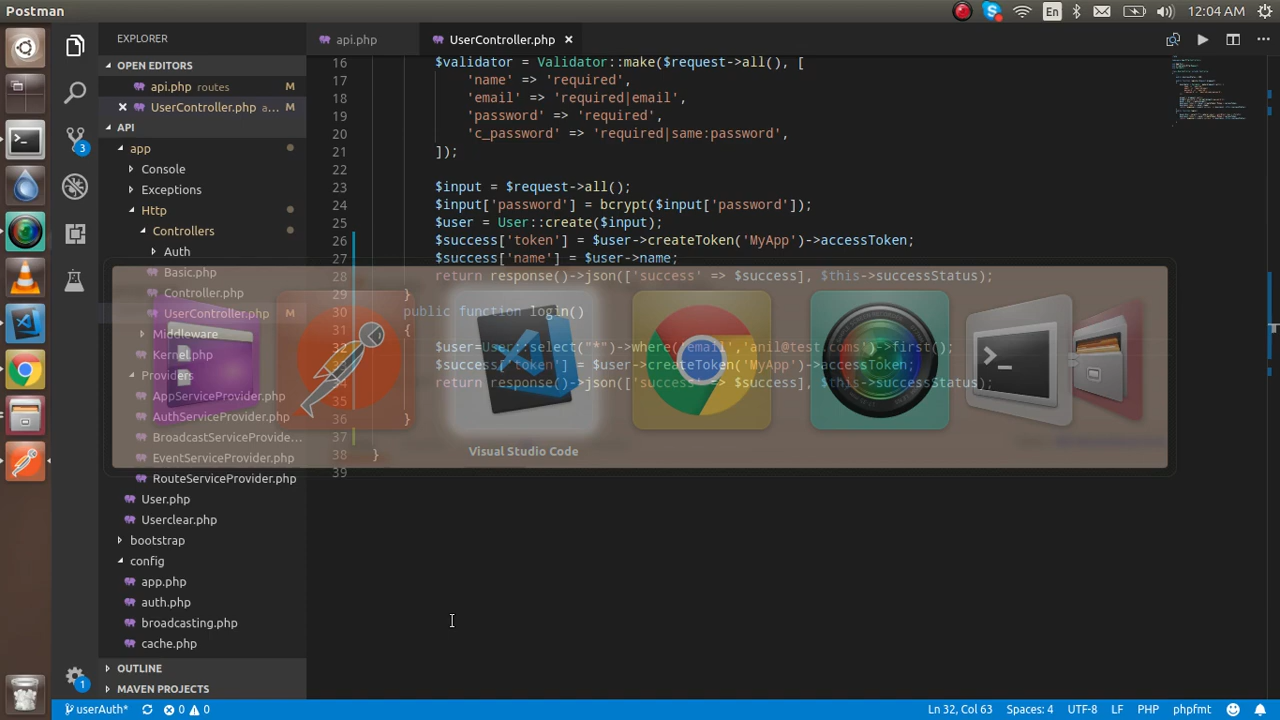 Postman
En
12:04 AM
EXPLORER
api.php
UserController.php ×
OPEN EDITORS
api.php routes M
UserController.php a... M
API
app
Console
Exceptions
Http
Controllers
Auth
Basic.php
Controller.php
UserController.php M
Middleware
Kernel.php
Providers
AppServiceProvider.php
AuthServiceProvider.php
BroadcastServiceProvide...
EventServiceProvider.php
RouteServiceProvider.php
User.php
Userclear.php
bootstrap
config
app.php
auth.php
broadcasting.php
cache.php
OUTLINE
MAVEN PROJECTS
3
1
16 $validator = Validator::make($request->all(), [
17 'name' => 'required',
18 'email' => 'required|email',
19 'password' => 'required',
20 'c_password' => 'required|same:password',
21 ]);
22
23 $input = $request->all();
24 $input['password'] = bcrypt($input['password']);
25 $user = User::create($input);
26 $success['token'] = $user->createToken('MyApp')->accessToken;
27 $success['name'] = $user->name;
28 return response()->json(['success' => $success], $this->successStatus);
29 }
30 public function login()
31 {
32 $user=User::select("*")->where('email','anil@test.coms')->first();
33 $success['token'] = $user->createToken('MyApp')->accessToken;
34 return response()->json(['success' => $success], $this->successStatus);
35
36 }
37
38 }
39
Visual Studio Code
userAuth* 0 0 Ln 32, Col 63 Spaces: 4 UTF-8 LF PHP phpfmt